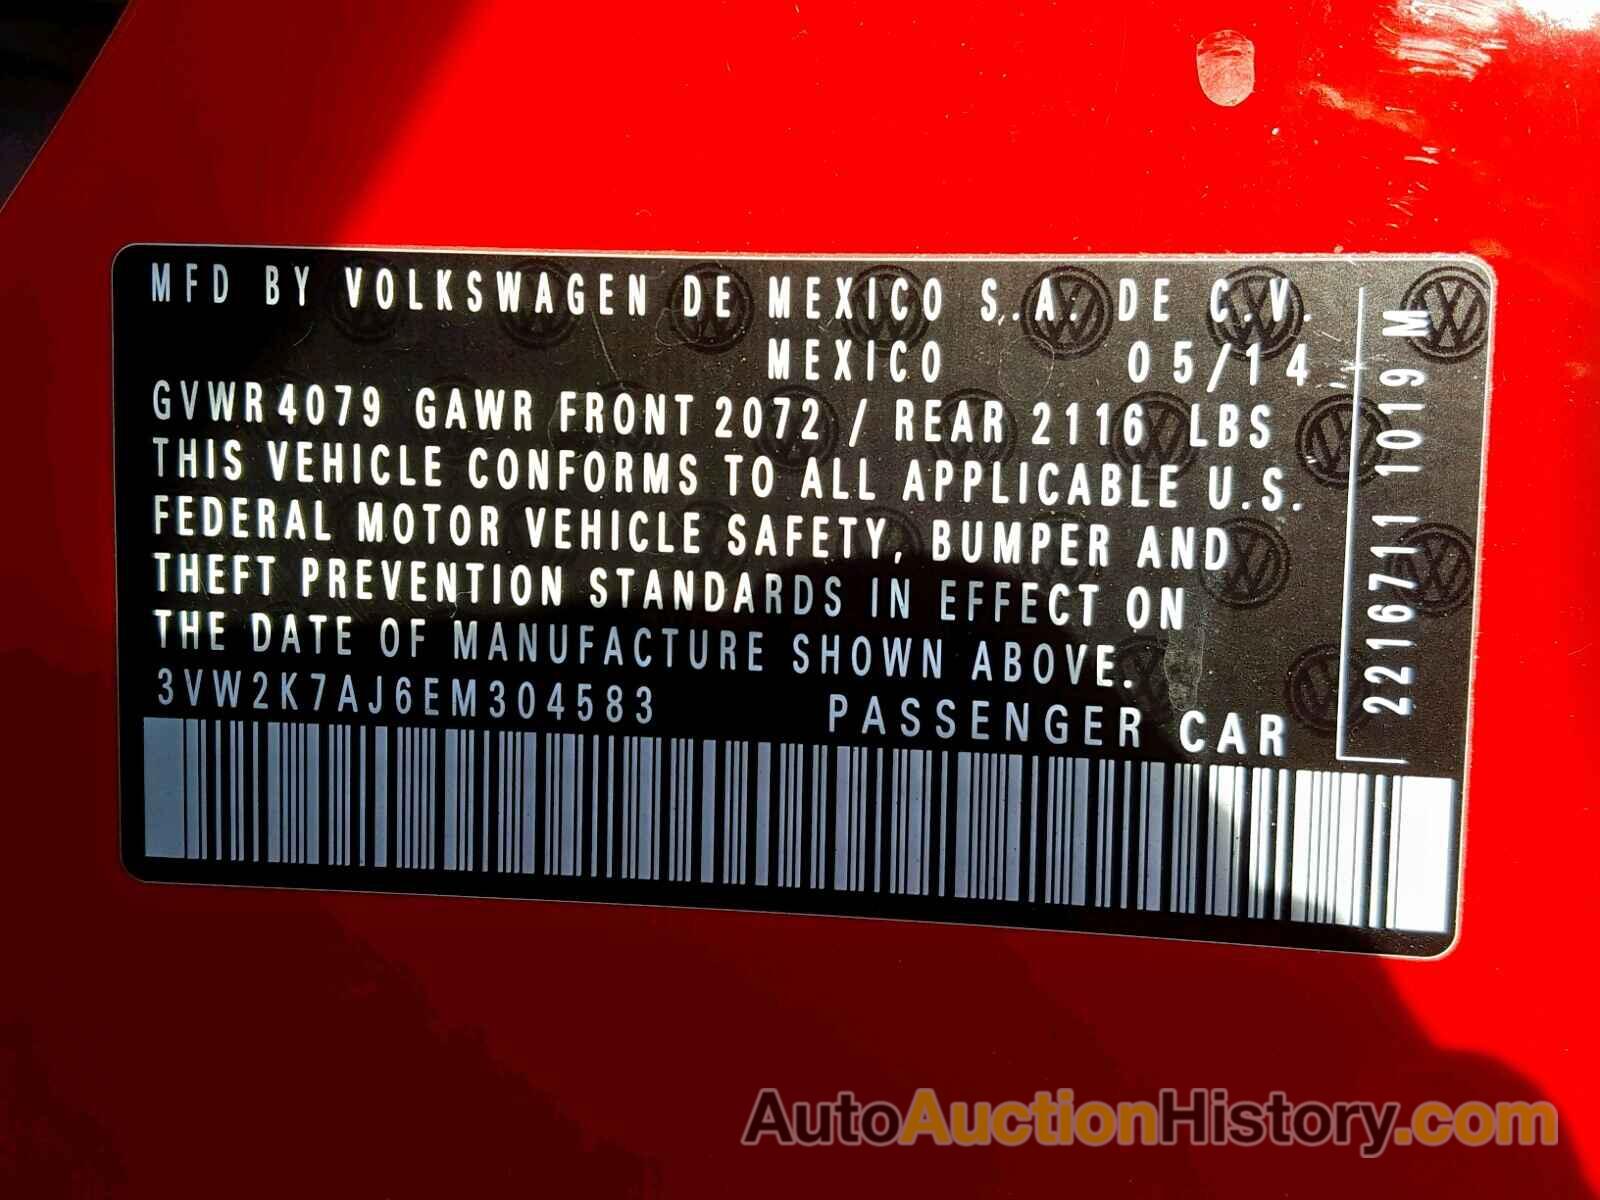 MFD BY VOLKSWAGEN DE MEXICO S.A. DE C.V.
MEXICO 05/14
GVWR 4079 GAWR FRONT 2072 / REAR 2116 LBS
THIS VEHICLE CONFORMS TO ALL APPLICABLE U.S.
FEDERAL MOTOR VEHICLE SAFETY, BUMPER AND
THEFT PREVENTION STANDARDS IN EFFECT ON
THE DATE OF MANUFACTURE SHOWN ABOVE.
3VW2K7AJ6EM304583 PASSENGER CAR
2216711 1019 M
AutoAuctionHistory.com